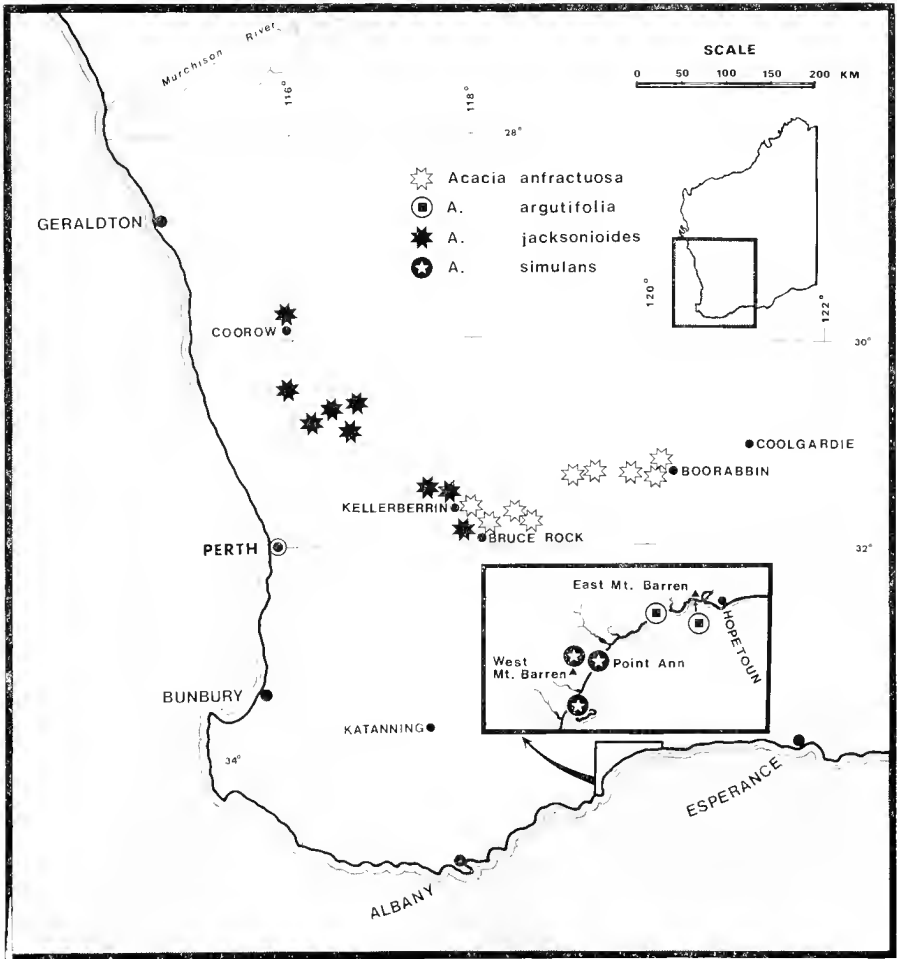 Murchison River
SCALE
0 50 100 150 200 KM
116°
118°
28°
Acacia anfractuosa
A. argutifolia
A. jacksonioides
A. simulans
GERALDTON
120°
122°
COOROW
30°
COOLGARDIE
BOORABBIN
KELLERBERRIN
BRUCE ROCK
PERTH
32°
East Mt. Barren
HOPETOUN
West
Mt. Barren
Point Ann
BUNBURY
KATANNING
34°
ESPERANCE
ALBANY